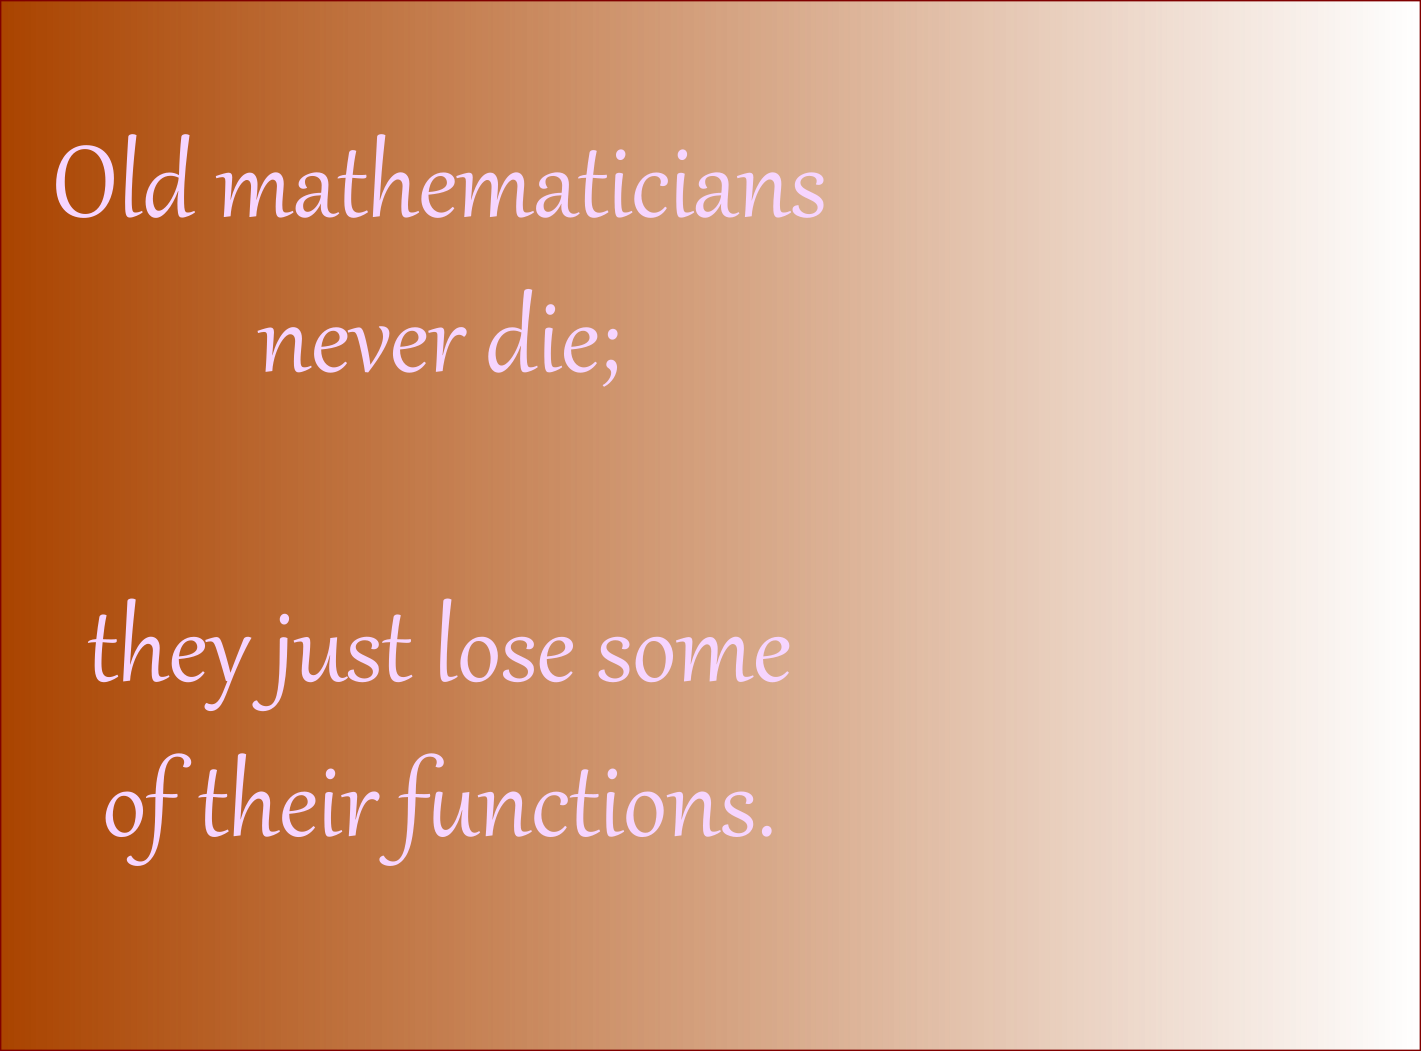 Old mathematicians
never die;
they just lose some
of their functions.